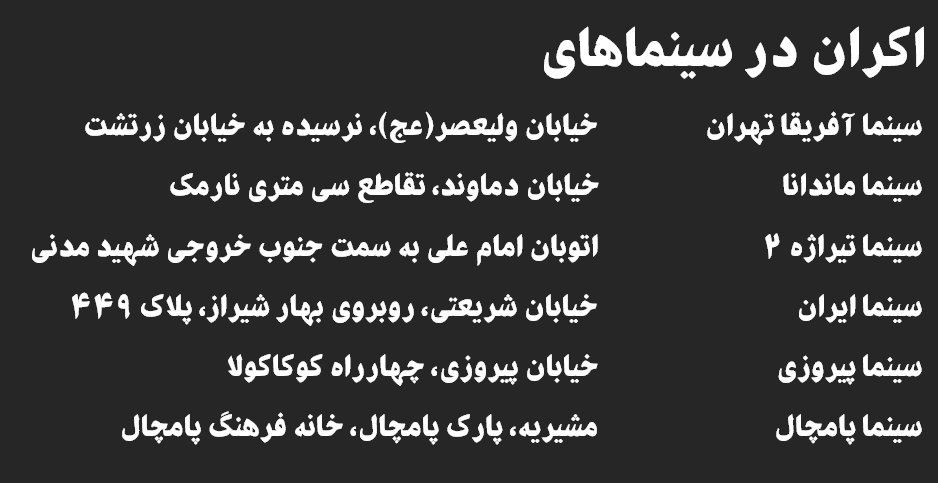 اکران در سینماهای
سینما آفریقا تهران خیابان ولیعصر(عج)، نرسیده به خیابان زرتشت
سینما ماندانا خیابان دماوند، تقاطع سی متری نارمک
سینما تیراژه ۲ اتوبان امام علی به سمت جنوب خروجی شهید مدنی
سینما ایران خیابان شریعتی، روبروی بهار شیراز، پلاک ۴۴۹
سینما پیروزی خیابان پیروزی، چهارراه کوکاکولا
سینما پامچال مشیریه، پارک پامچال، خانه فرهنگ پامچال